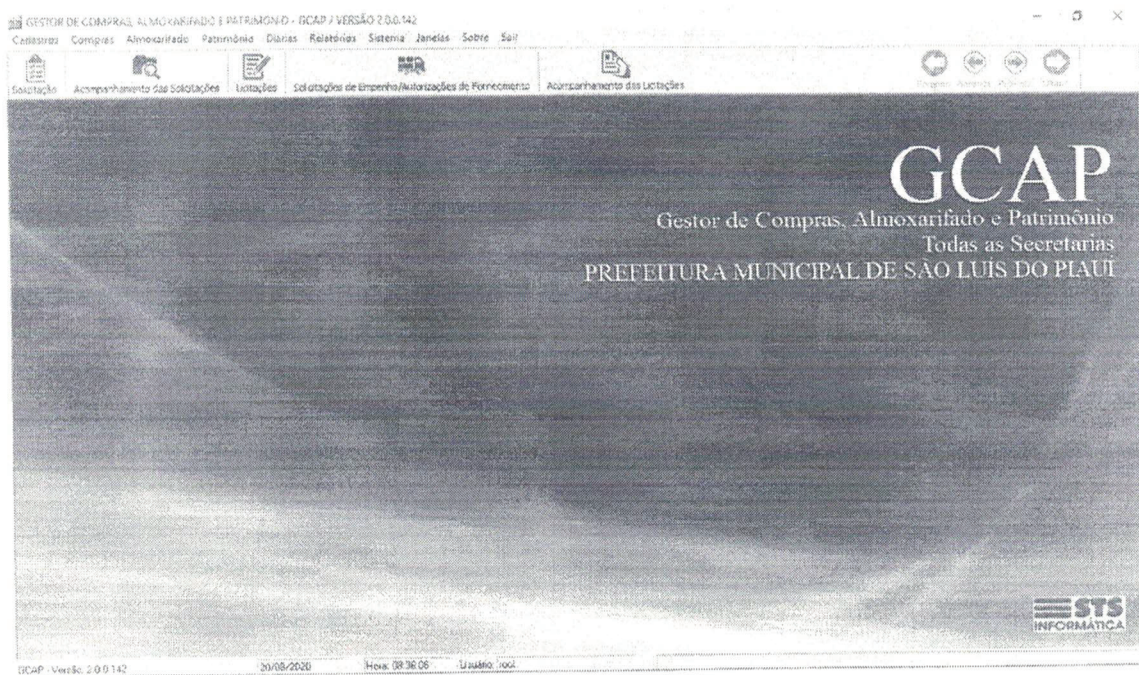 GESTOR DE COMPRAS, ALMOXARIFADO E PATRIMÔNIO - GCAP / VERSÃO 2.0.0.142
Cadastros Compras Almoxarifado Patrimônio Diárias Relatórios Sistema Janelas Sobre Sair
Solicitação Acompanhamento das Solicitações Licitações Solicitações de Empenho/Autorizações de Fornecimento Acompanhamento das Licitações
GCAP
Gestor de Compras, Almoxarifado e Patrimônio
Todas as Secretarias
PREFEITURA MUNICIPAL DE SÃO LUIS DO PIAUÍ
STS
INFORMÁTICA
GCAP - Versão: 2.0.0.142 20/08/2020 Hora: 08:36:06 Usuário: root